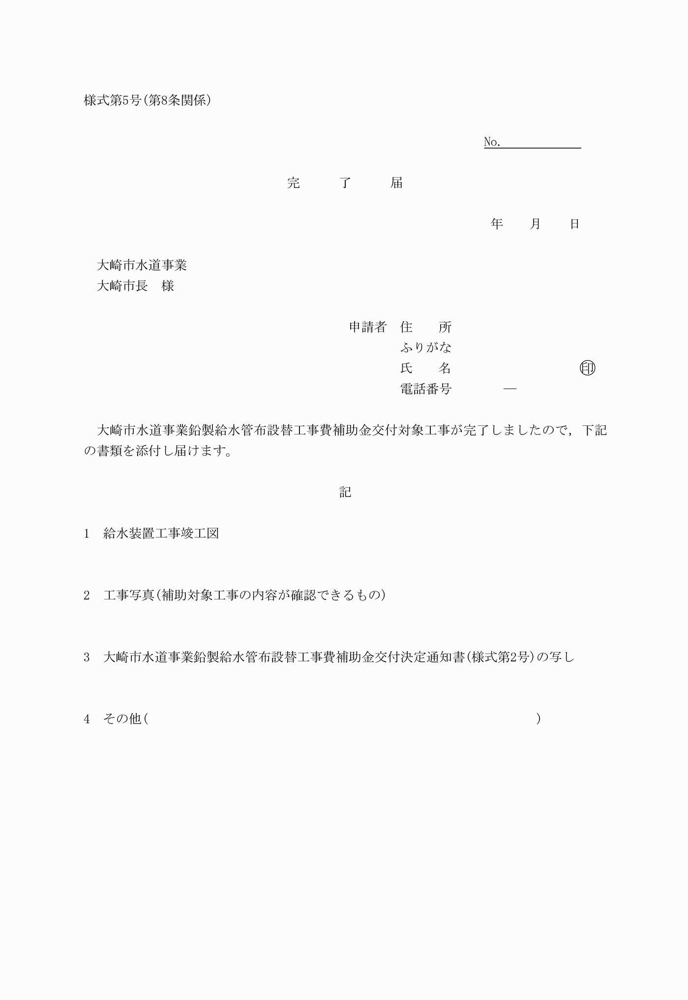 様式第5号(第8条関係)
No.
完　　　了　　　届
年　　月　　日
大崎市水道事業
大崎市長　様
申請者　住　　所
ふりがな
氏　　名　　　　　　　　　　㊞
電話番号　　　　―
大崎市水道事業鉛製給水管布設替工事費補助金交付対象工事が完了しましたので，下記
の書類を添付し届けます。
記
1　給水装置工事竣工図
2　工事写真(補助対象工事の内容が確認できるもの)
3　大崎市水道事業鉛製給水管布設替工事費補助金交付決定通知書(様式第2号)の写し
4　その他(　　　　　　　　　　　　　　　　　　　　　　　　　　　　　　)